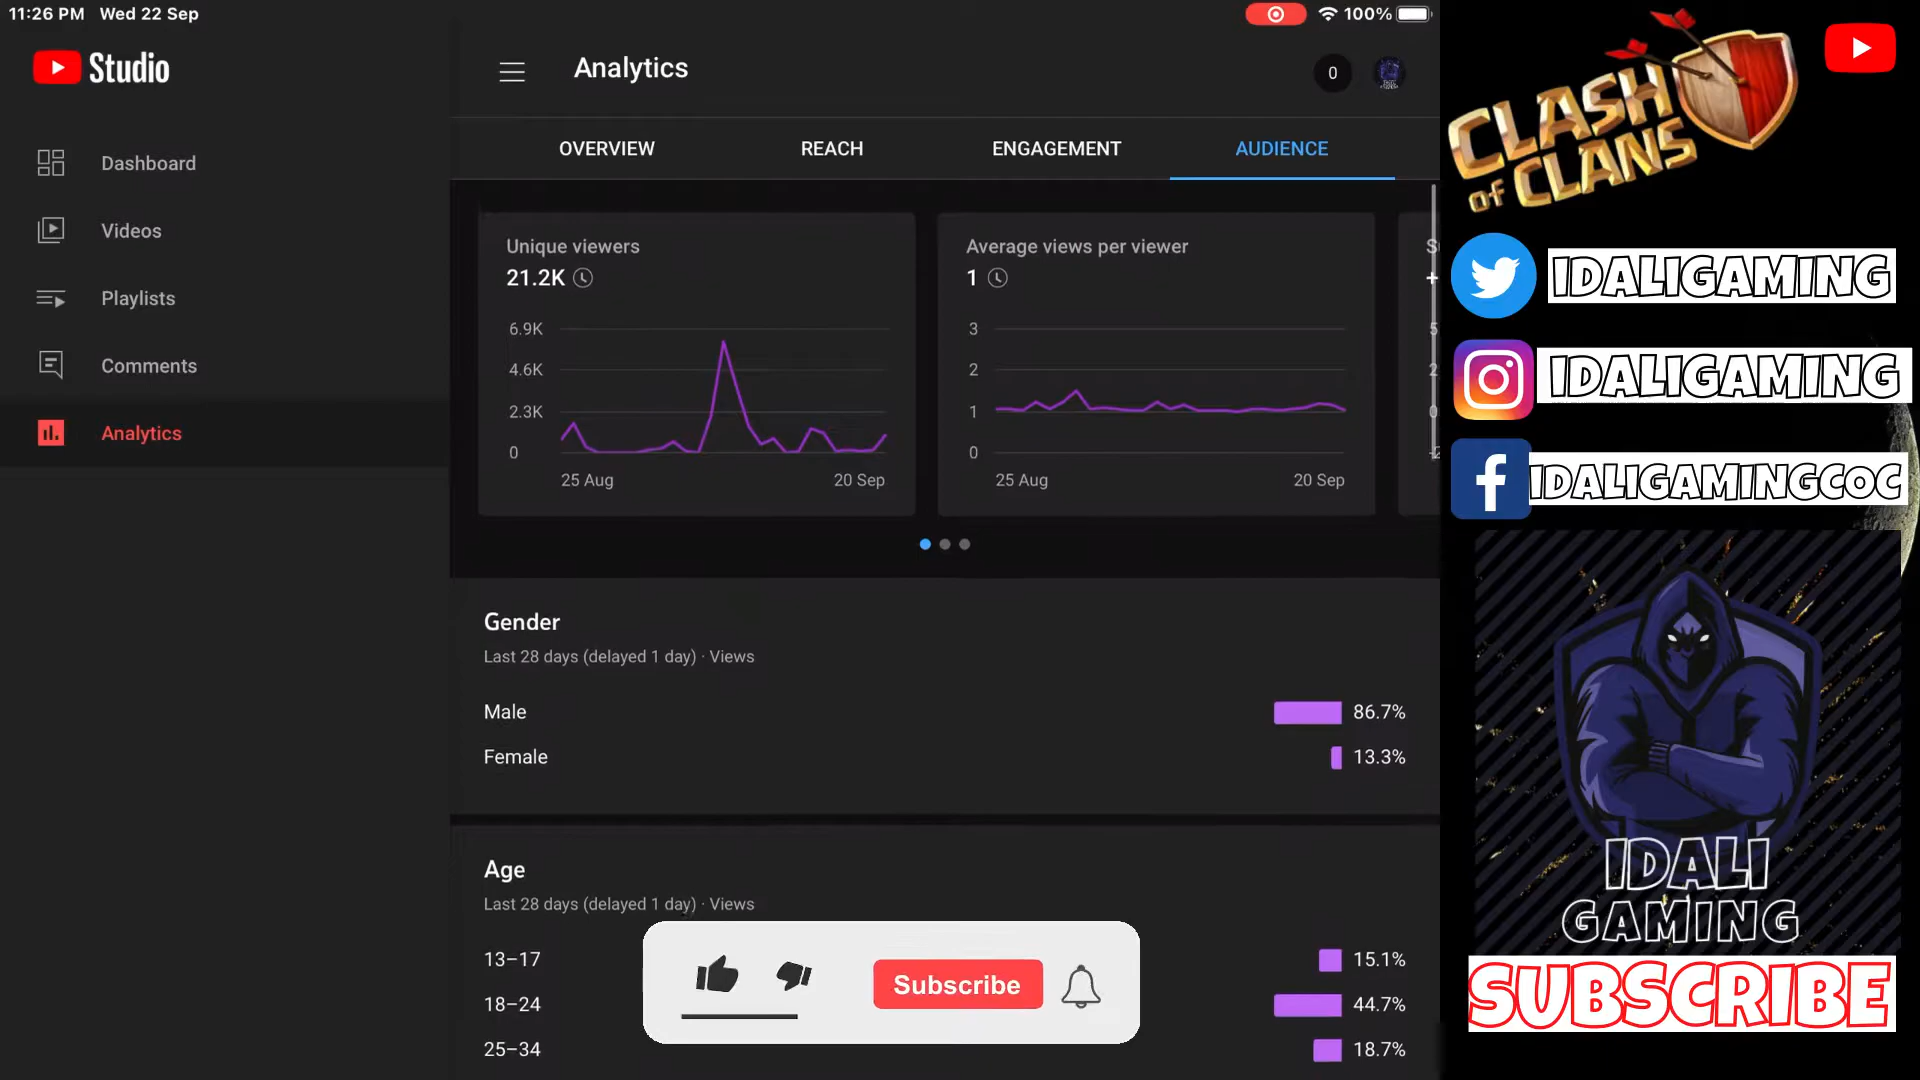 11:26 PM Wed 22 Sep
100%
Studio
Analytics
0
Dashboard
Videos
Playlists
Comments
Analytics
OVERVIEW
REACH
ENGAGEMENT
AUDIENCE
Unique viewers
21.2K
6.9K
4.6K
2.3K
0
25 Aug
20 Sep
Average views per viewer
1
3
2
1
0
25 Aug
20 Sep
Gender
Last 28 days (delayed 1 day) · Views
Male
86.7%
Female
13.3%
Age
Last 28 days (delayed 1 day) · Views
13–17
15.1%
18–24
44.7%
25–34
18.7%
Subscribe
CLASH
OF CLANS
IDALIGAMING
IDALIGAMING
IDALIGAMINGCOC
IDALI
GAMING
SUBSCRIBE